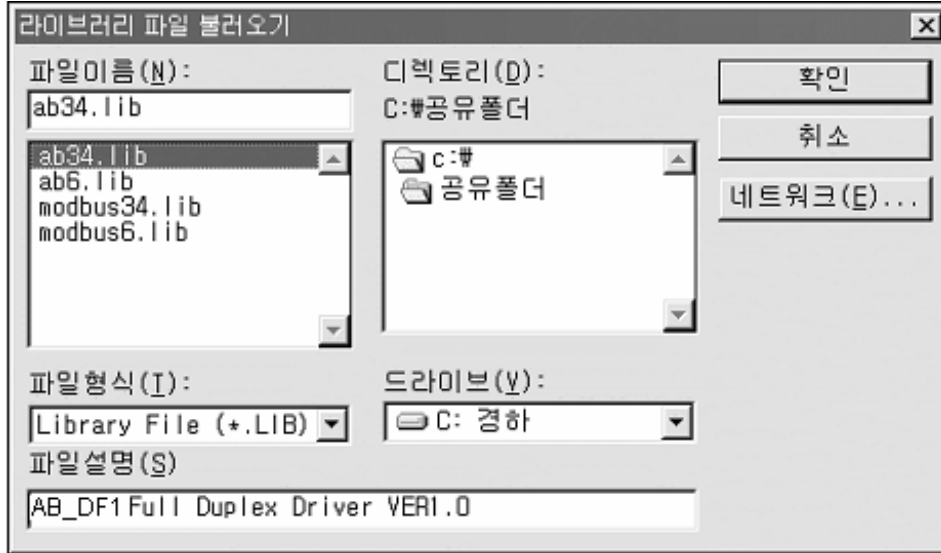 라이브러리 파일 불러오기
파일이름(N):
ab34.lib
ab34.lib
ab6.lib
modbus34.lib
modbus6.lib
디렉토리(D):
C:₩공유폴더
c:₩
공유폴더
확인
취소
네트워크(E)...
파일형식(T):
Library File (*.LIB)
드라이브(V):
C: 경하
파일설명(S)
AB_DF1 Full Duplex Driver VER1.0